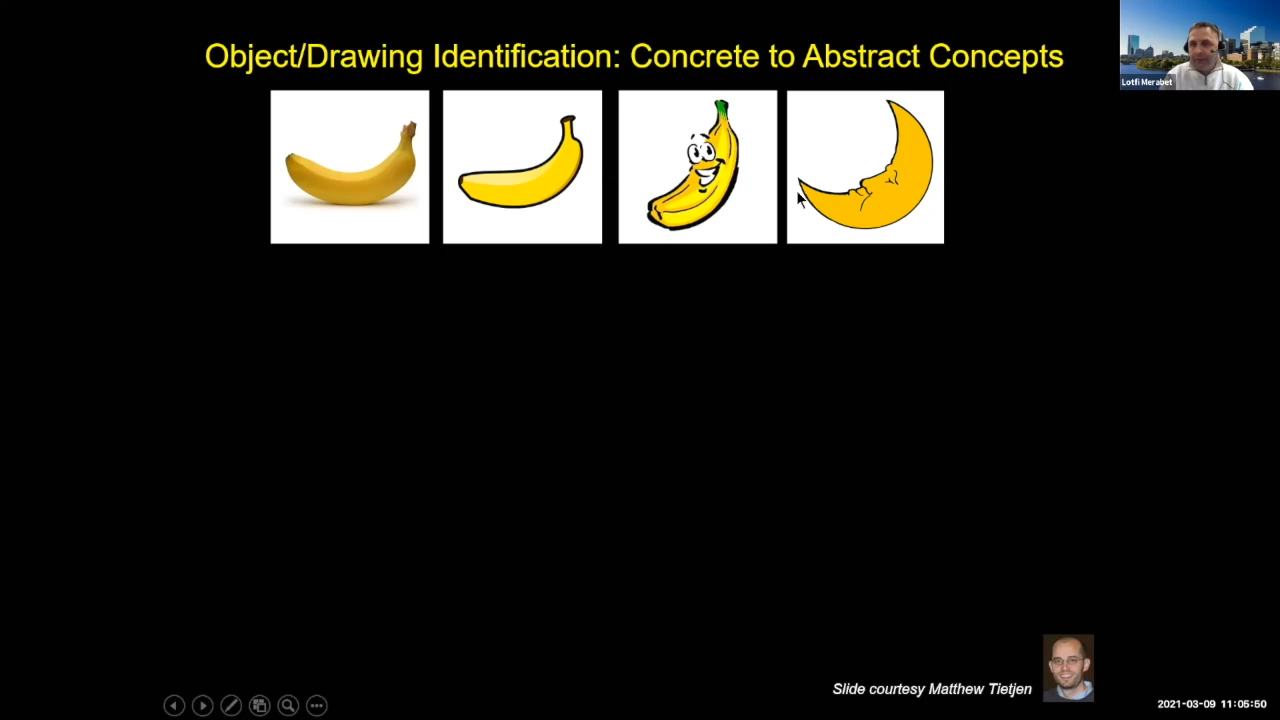 Object/Drawing Identification: Concrete to Abstract Concepts
Lotfi Merabet
Slide courtesy Matthew Tietjen
2021-03-09 11:05:50